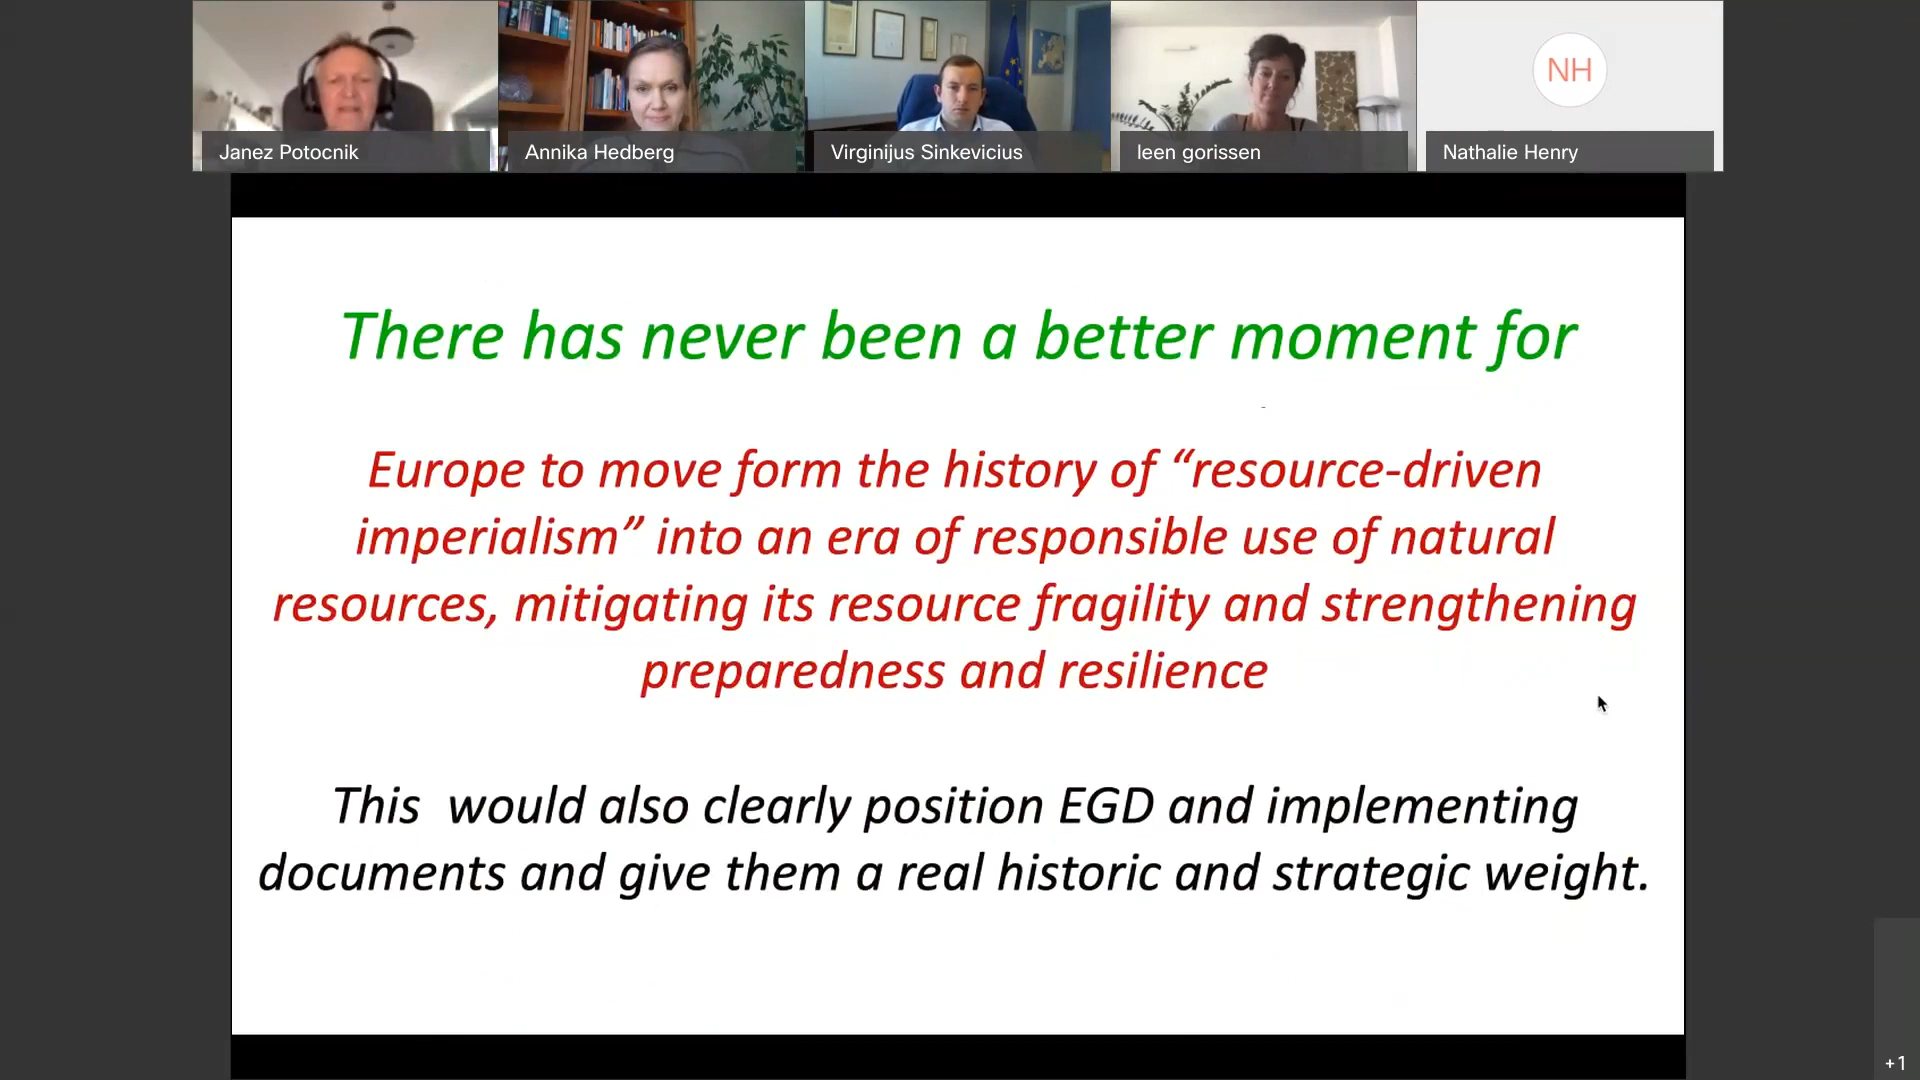 Janez Potocnik
Annika Hedberg
Virginijus Sinkevicius
leen gorissen
NH
Nathalie Henry
There has never been a better moment for
Europe to move form the history of “resource-driven
imperialism” into an era of responsible use of natural
resources, mitigating its resource fragility and strengthening
preparedness and resilience
This  would also clearly position EGD and implementing
documents and give them a real historic and strategic weight.
+1